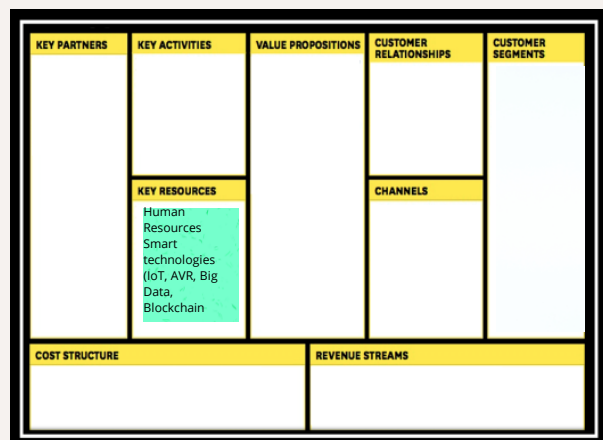 KEY PARTNERS
KEY ACTIVITIES
VALUE PROPOSITIONS
CUSTOMER
RELATIONSHIPS
CUSTOMER
SEGMENTS
KEY RESOURCES
Human
Resources
Smart
technologies
(IoT, AVR, Big
Data,
Blockchain
CHANNELS
COST STRUCTURE
REVENUE STREAMS